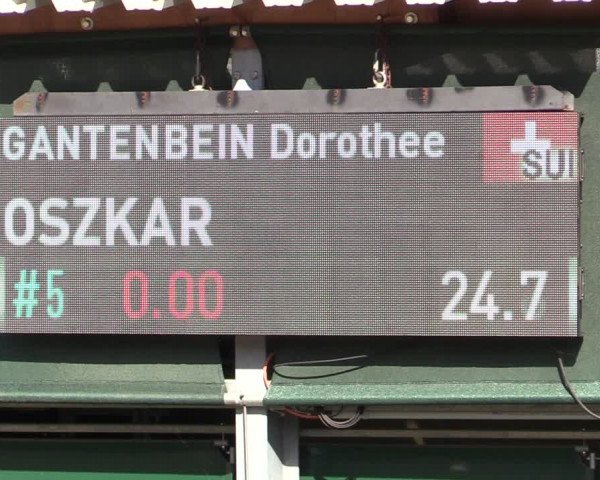 GANTENBEIN Dorothee SUI
OSZKAR
#5 0.00 24.7